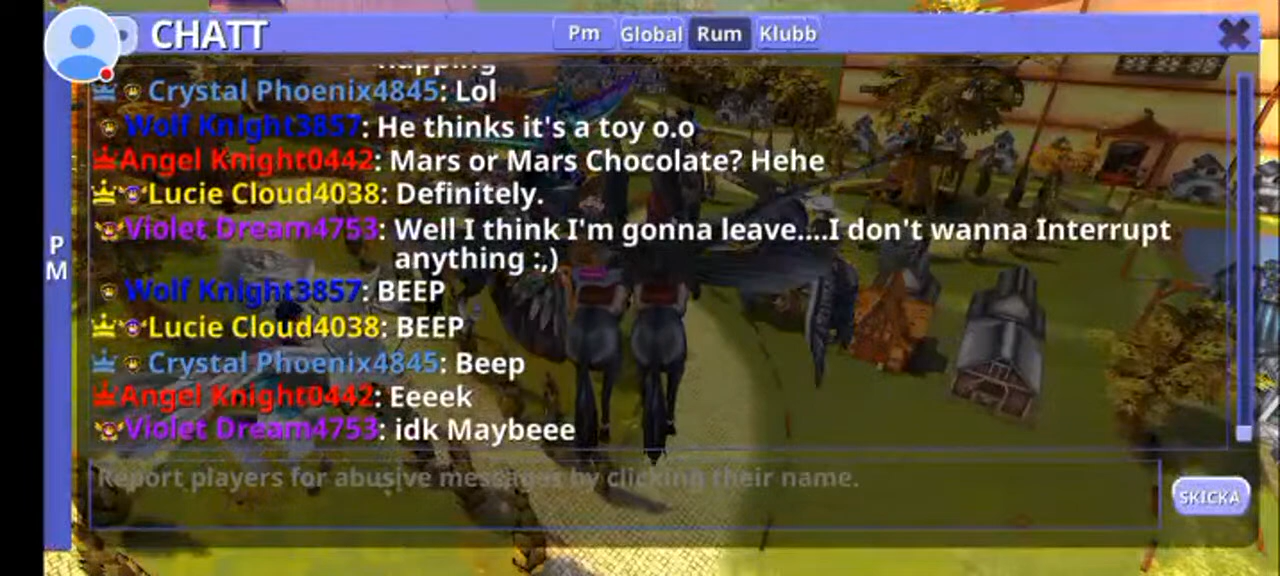 CHATT
Pm Global Rum Klubb
PM
napping
Crystal Phoenix4845: Lol
Wolf Knight3857: He thinks it's a toy o.o
Angel Knight0442: Mars or Mars Chocolate? Hehe
Lucie Cloud4038: Definitely.
Violet Dream4753: Well I think I'm gonna leave....I don't wanna Interrupt
anything :,)
Wolf Knight3857: BEEP
Lucie Cloud4038: BEEP
Crystal Phoenix4845: Beep
Angel Knight0442: Eeeek
Violet Dream4753: idk Maybeee
Report players for abusive messages by clicking their name.
SKICKA